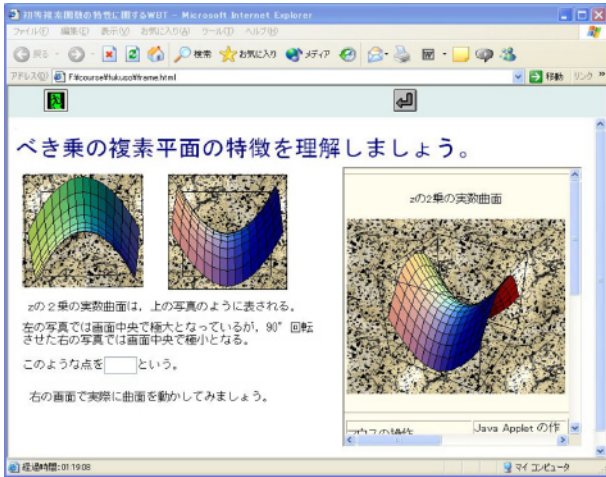 初等複素関数の特性に関するWBT - Microsoft Internet Explorer
ファイル(F) 編集(E) 表示(V) お気に入り(A) ツール(T) ヘルプ(H)
戻る 検索 お気に入り メディア
アドレス(D) F:¥course¥fukuso¥frame.html 移動 リンク »
べき乗の複素平面の特徴を理解しましょう。
zの2乗の実数曲面は，上の写真のように表される。
左の写真では画面中央で極大となっているが，90°回転
させた右の写真では画面中央で極小となる。
このような点を という。
右の画面で実際に曲面を動かしてみましょう。
zの2乗の実数曲面
マウスの操作
Java Applet の作
経過時間:01:19:08 マイ コンピュータ